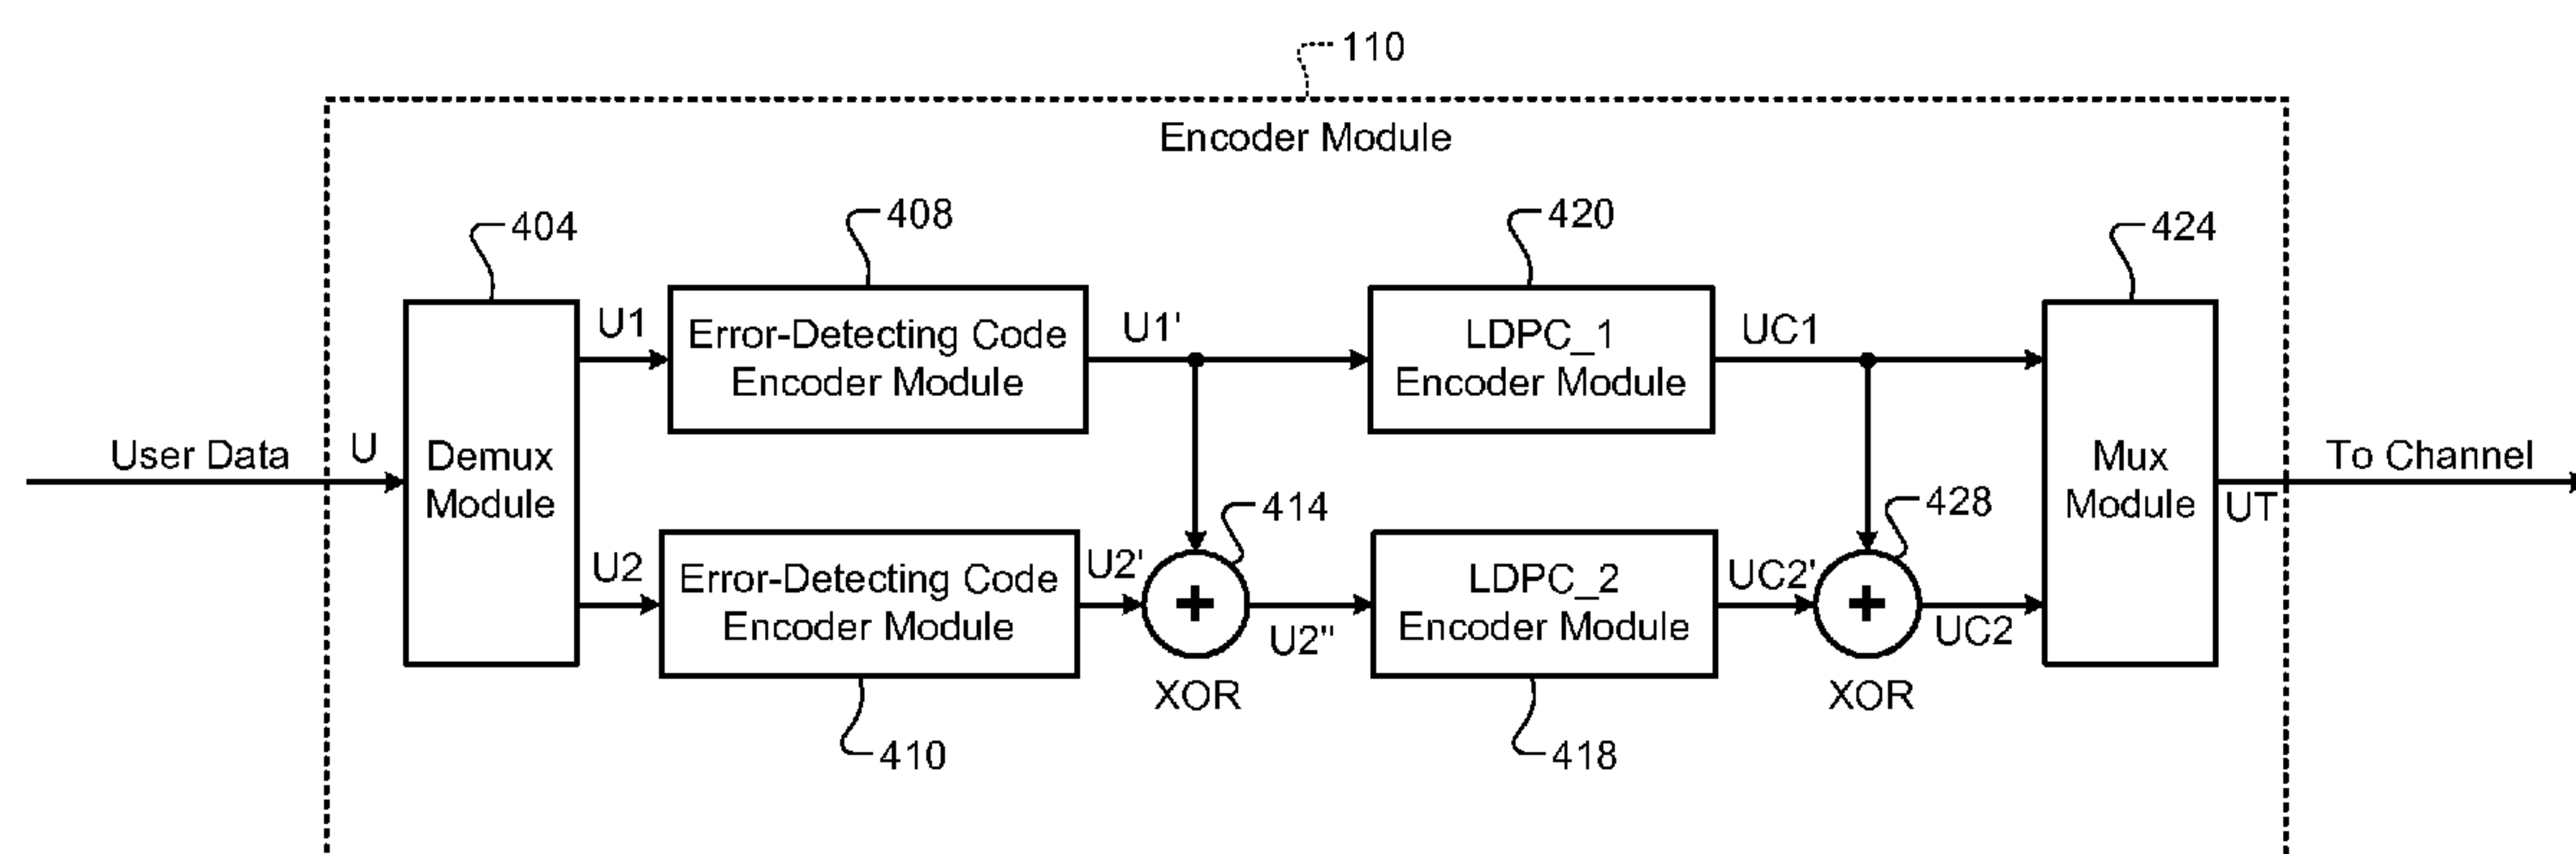 110
Encoder Module
404
408
420
424
U1
Error-Detecting Code
Encoder Module
U1'
LDPC_1
Encoder Module
UC1
User Data
U
Demux
Module
Mux
Module
UT
To Channel
414
428
U2
Error-Detecting Code
Encoder Module
U2'
+
XOR
U2"
LDPC_2
Encoder Module
UC2'
+
XOR
UC2
410
418